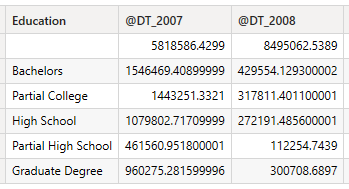 Education @DT_2007 @DT_2008
5818586.4299 8495062.5389
Bachelors 1546469.40899999 429554.129300002
Partial College 1443251.3321 317811.401100001
High School 1079802.71709999 272191.485600001
Partial High School 461560.951800001 112254.7439
Graduate Degree 960275.281599996 300708.6897